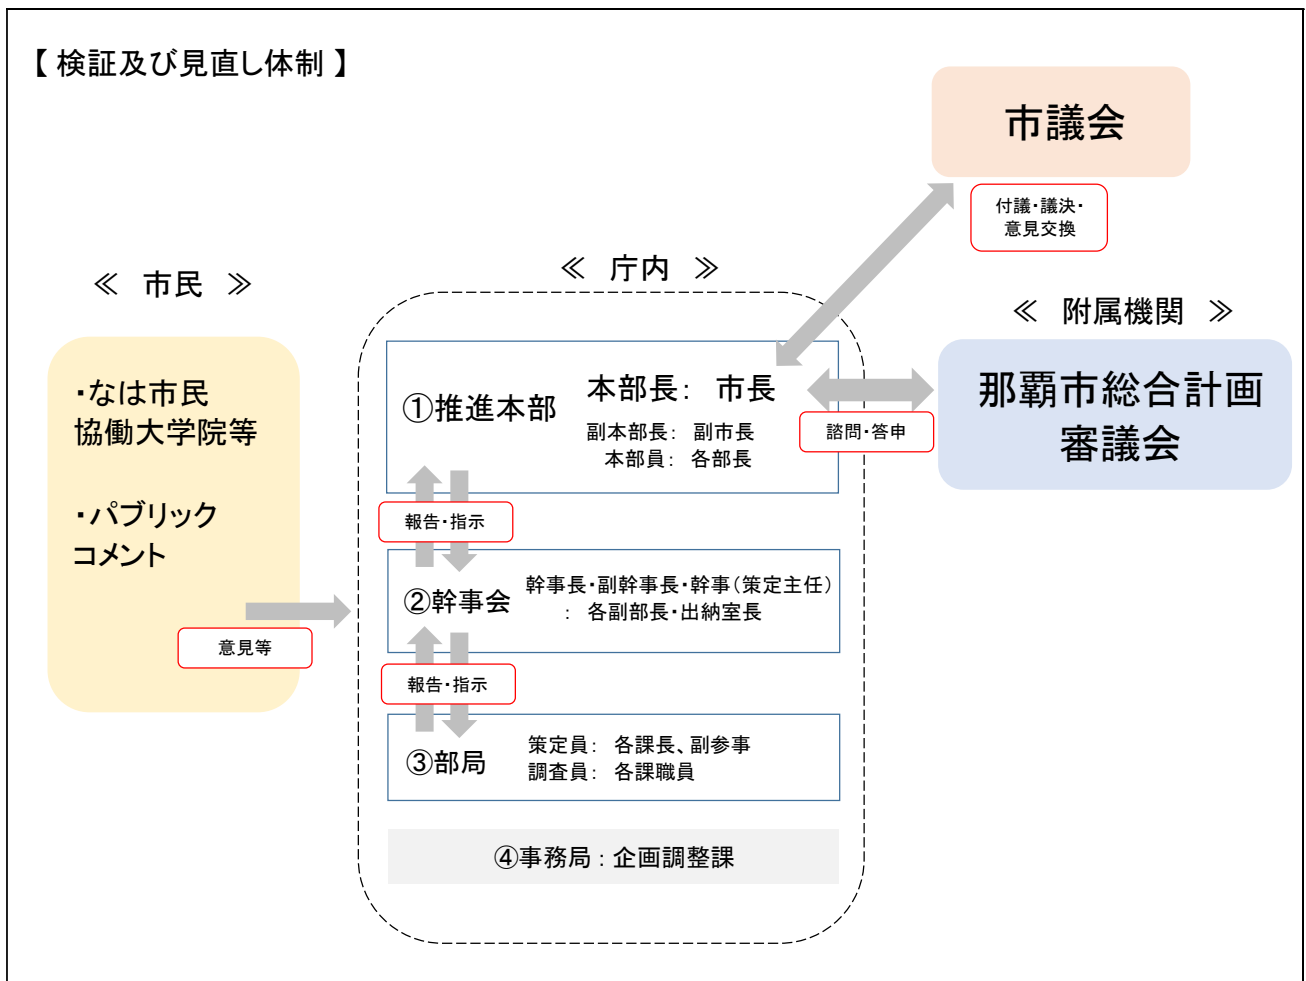 【 検証及び見直し体制 】
市議会
付議・議決・
意見交換
≪ 市民 ≫
・なは市民
協働大学院等
・パブリック
コメント
意見等
≪ 庁内 ≫
①推進本部
本部長： 市長
副本部長： 副市長
本部員： 各部長
報告・指示
②幹事会
幹事長・副幹事長・幹事（策定主任）
： 各副部長・出納室長
報告・指示
③部局
策定員： 各課長、副参事
調査員： 各課職員
④事務局：企画調整課
≪ 附属機関 ≫
那覇市総合計画
審議会
諮問・答申